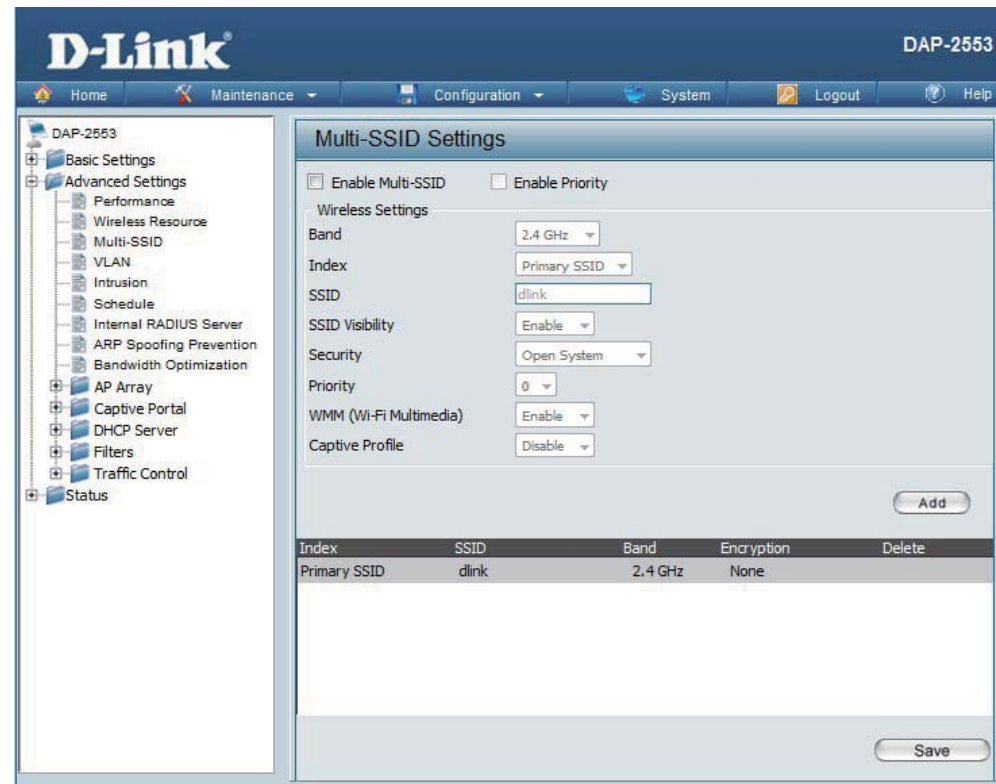 D-Link®
DAP-2553
Home Maintenance Configuration System Logout Help
DAP-2553
Basic Settings
Advanced Settings
Performance
Wireless Resource
Multi-SSID
VLAN
Intrusion
Schedule
Internal RADIUS Server
ARP Spoofing Prevention
Bandwidth Optimization
AP Array
Captive Portal
DHCP Server
Filters
Traffic Control
Status
Multi-SSID Settings
Enable Multi-SSID Enable Priority
Wireless Settings
Band 2.4 GHz
Index Primary SSID
SSID dlink
SSID Visibility Enable
Security Open System
Priority 0
WMM (Wi-Fi Multimedia) Enable
Captive Profile Disable
Add
Index SSID Band Encryption Delete
Primary SSID dlink 2.4 GHz None
Save